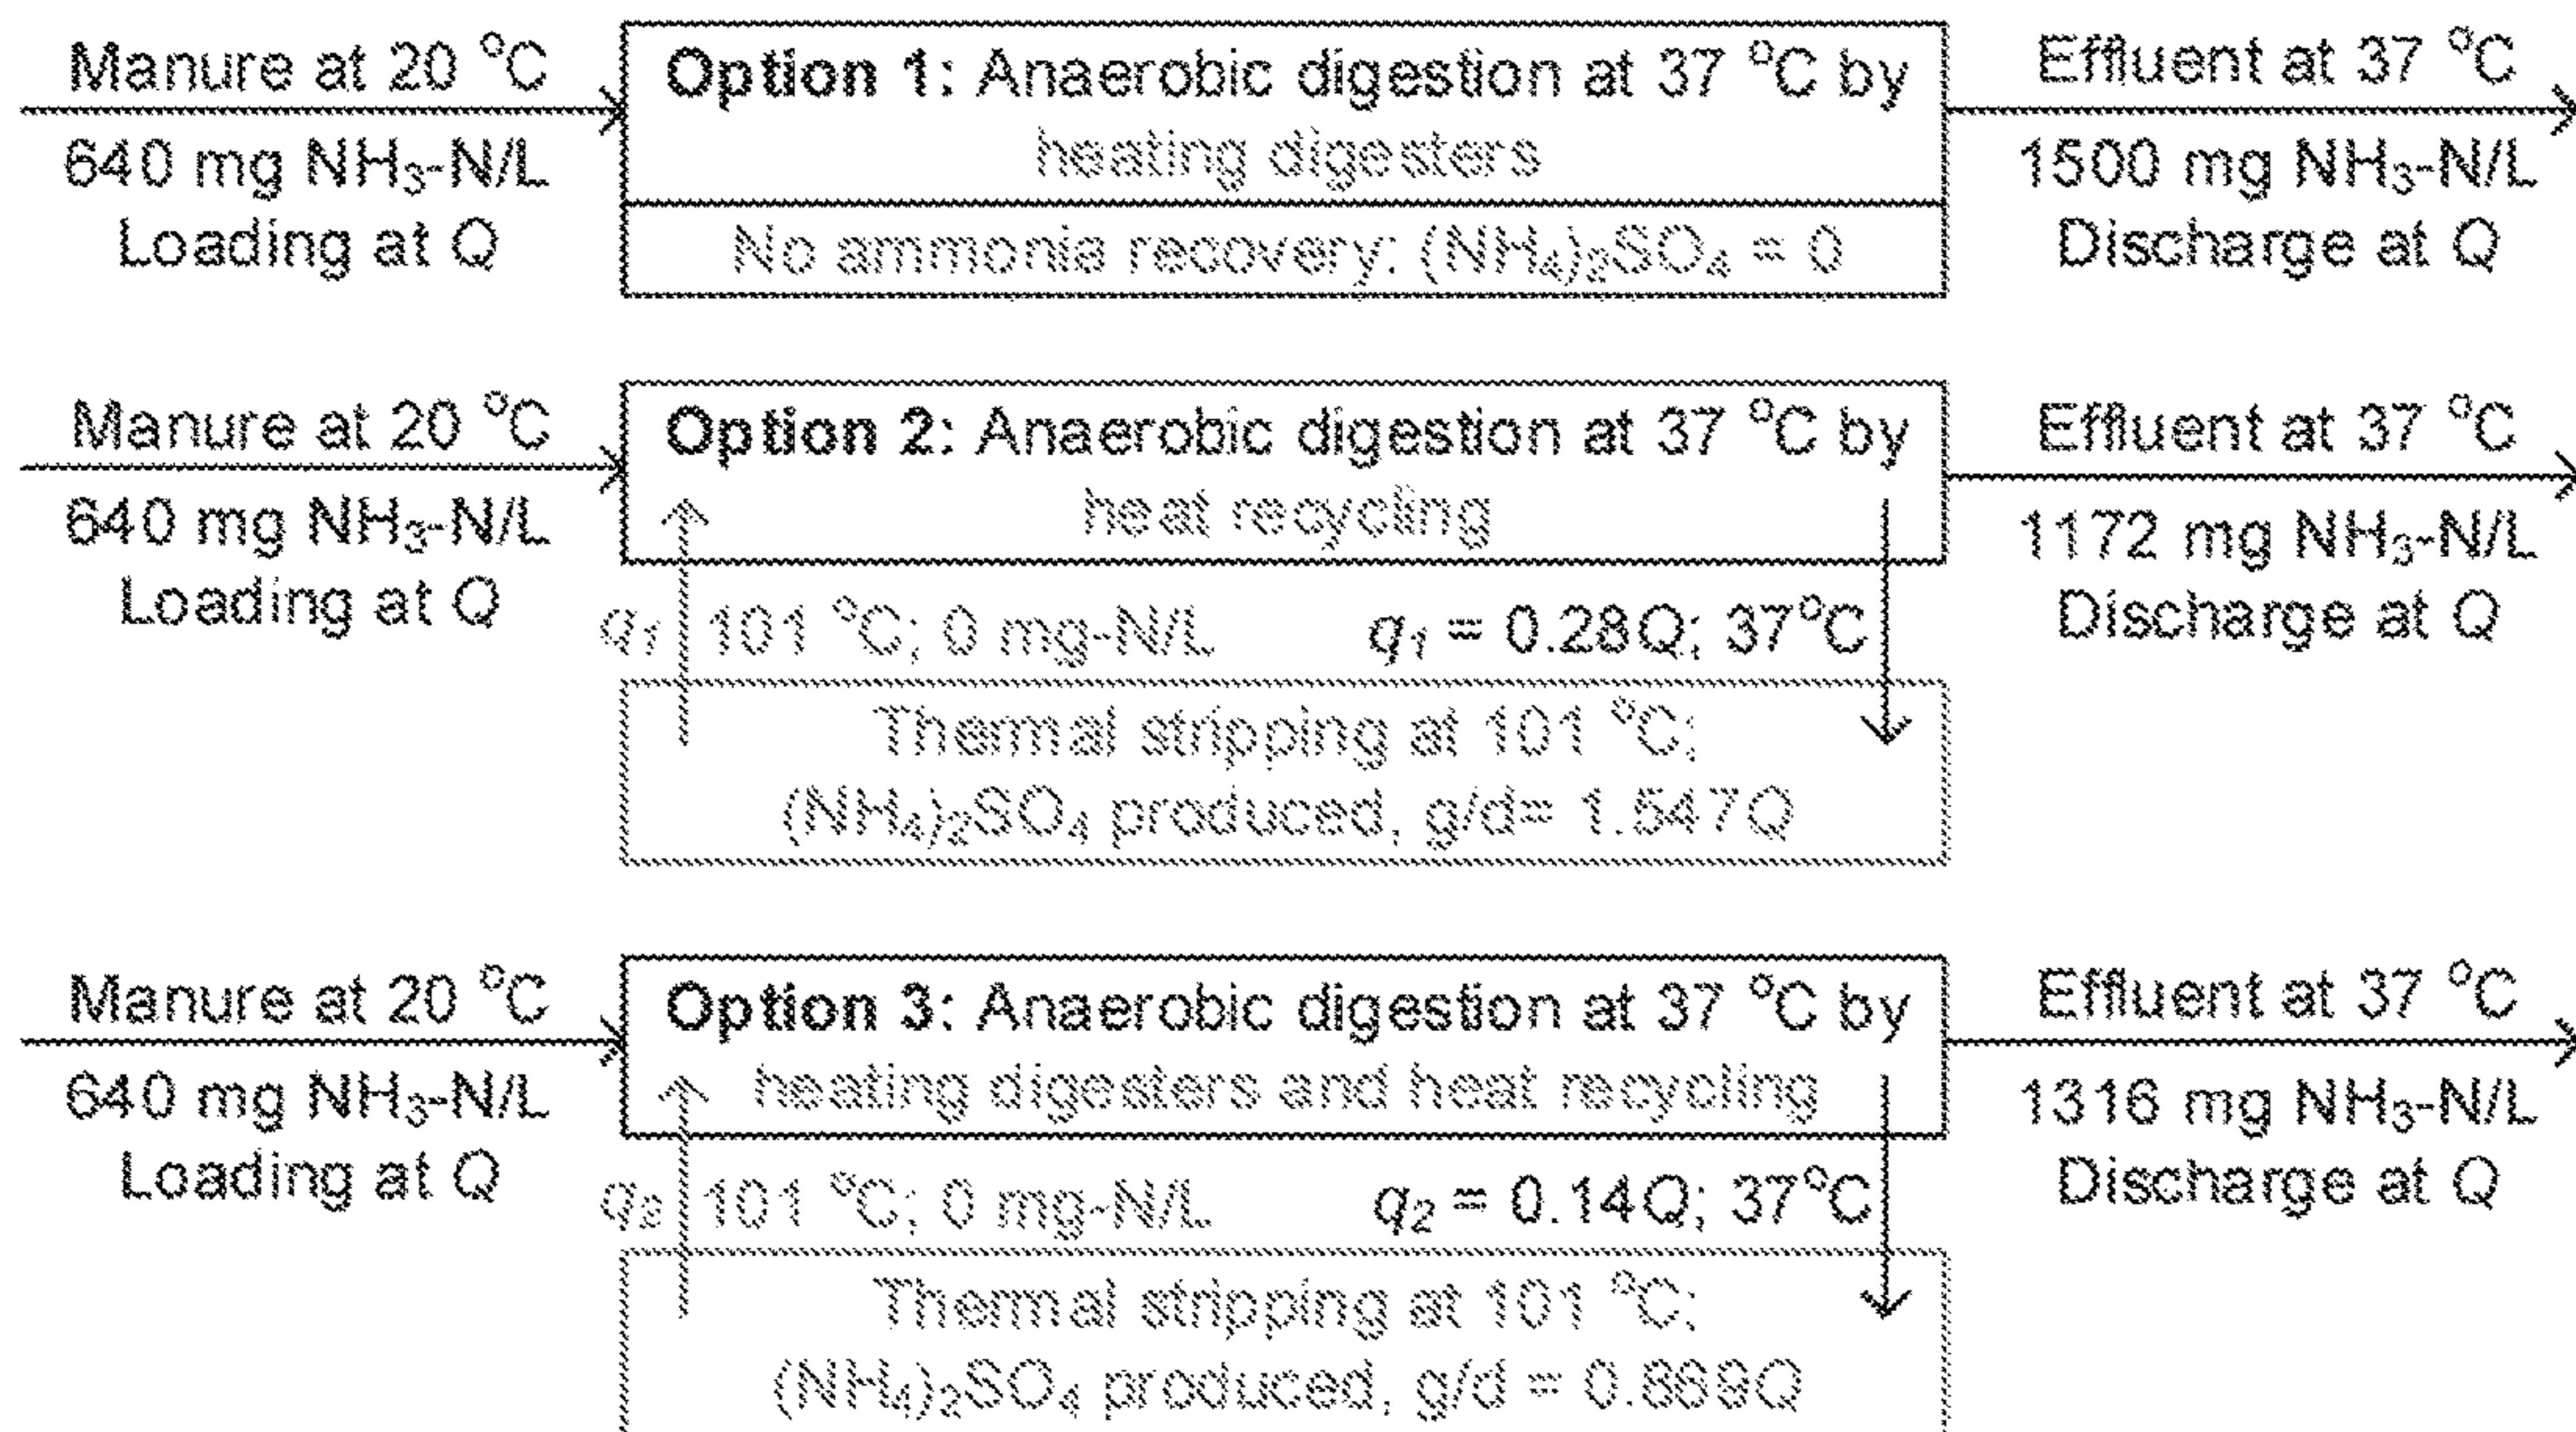 Manure at 20 °C
640 mg NH₃-N/L
Loading at Q
Option 1: Anaerobic digestion at 37 °C by
heating digesters
No ammonia recovery: (NH₄)₂SO₄ = 0
Effluent at 37 °C
1500 mg NH₃-N/L
Discharge at Q
Manure at 20 °C
640 mg NH₃-N/L
Loading at Q
Option 2: Anaerobic digestion at 37 °C by
heat recycling
q₁ 101 °C; 0 mg-N/L
q₁ = 0.28Q; 37°C
Thermal stripping at 101 °C;
(NH₄)₂SO₄ produced, g/d= 1.547Q
Effluent at 37 °C
1172 mg NH₃-N/L
Discharge at Q
Manure at 20 °C
640 mg NH₃-N/L
Loading at Q
Option 3: Anaerobic digestion at 37 °C by
heating digesters and heat recycling
q₂ 101 °C; 0 mg-N/L
q₂ = 0.14Q; 37°C
Thermal stripping at 101 °C;
(NH₄)₂SO₄ produced, g/d = 0.869Q
Effluent at 37 °C
1316 mg NH₃-N/L
Discharge at Q